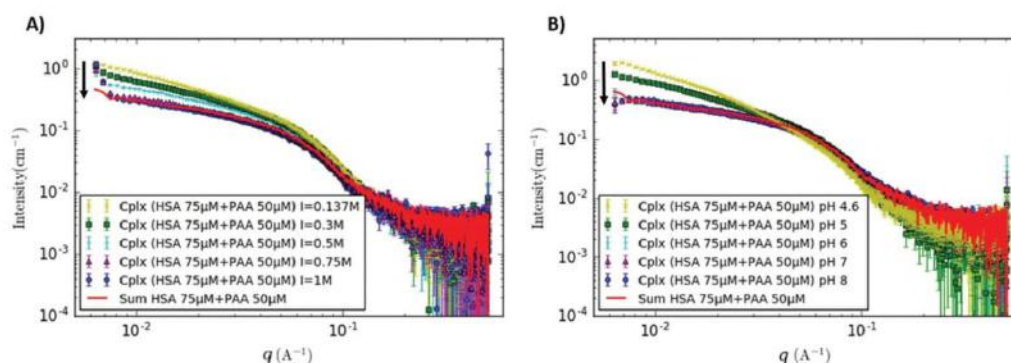 A)
B)
Intensity(cm⁻¹)
10⁰
10⁻¹
10⁻²
10⁻³
10⁻⁴
Cplx (HSA 75μM+PAA 50μM) I=0.137M
Cplx (HSA 75μM+PAA 50μM) I=0.3M
Cplx (HSA 75μM+PAA 50μM) I=0.5M
Cplx (HSA 75μM+PAA 50μM) I=0.75M
Cplx (HSA 75μM+PAA 50μM) I=1M
Sum HSA 75μM+PAA 50μM
10⁻²
10⁻¹
q (A⁻¹)
Intensity(cm⁻¹)
10⁰
10⁻¹
10⁻²
10⁻³
10⁻⁴
Cplx (HSA 75μM+PAA 50μM) pH 4.6
Cplx (HSA 75μM+PAA 50μM) pH 5
Cplx (HSA 75μM+PAA 50μM) pH 6
Cplx (HSA 75μM+PAA 50μM) pH 7
Cplx (HSA 75μM+PAA 50μM) pH 8
Sum HSA 75μM+PAA 50μM
10⁻²
10⁻¹
q (A⁻¹)